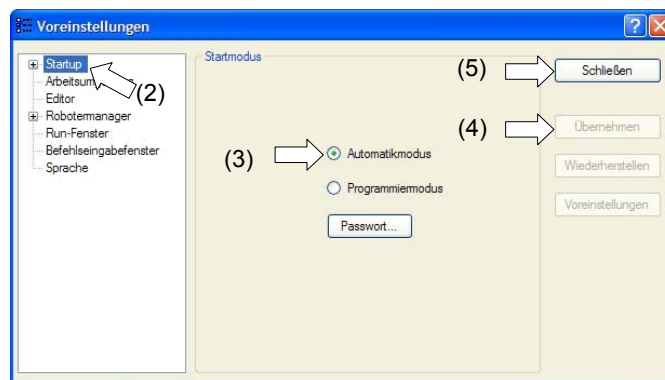 Voreinstellungen
Startup
Editor
Robotermanager
Run-Fenster
Befehlseingabefenster
Sprache
(2)
Startmodus
(3)
Automatikmodus
Programmiermodus
Passwort...
(5)
Schließen
(4)
Übernehmen
Wiederherstellen
Voreinstellungen